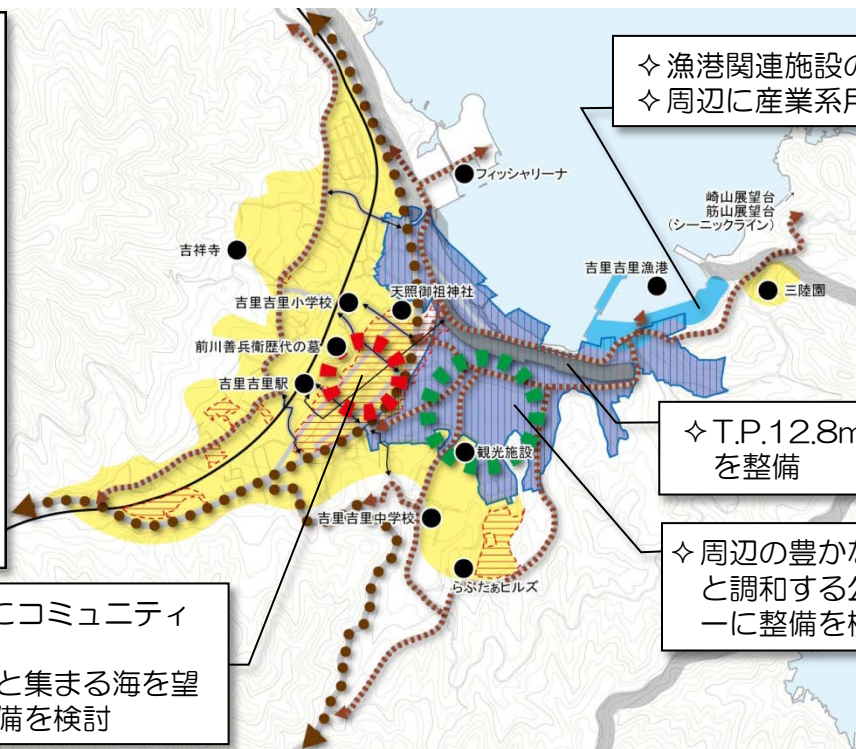 ✧漁港関連施設の
✧周辺に産業系用
フィッシャリーナ
崎山展望台
筋山展望台
(シーニックライン)
吉祥寺
吉里吉里漁港
三陸園
吉里吉里小学校
天照御祖神社
前川善兵衛歴代の墓
吉里吉里駅
✧T.P.12.8m
を整備
観光施設
吉里吉里中学校
✧周辺の豊かな
と調和する公
ーに整備を検
らふたぁヒルズ
にコミュニティ
と集まる海を望
備を検討